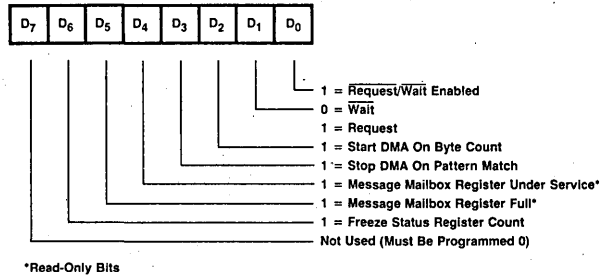 D7 D6 D5 D4 D3 D2 D1 D0
1 = Request/Wait Enabled
0 = Wait
1 = Request
1 = Start DMA On Byte Count
1 = Stop DMA On Pattern Match
1 = Message Mailbox Register Under Service*
1 = Message Mailbox Register Full*
1 = Freeze Status Register Count
Not Used (Must Be Programmed 0)
*Read-Only Bits